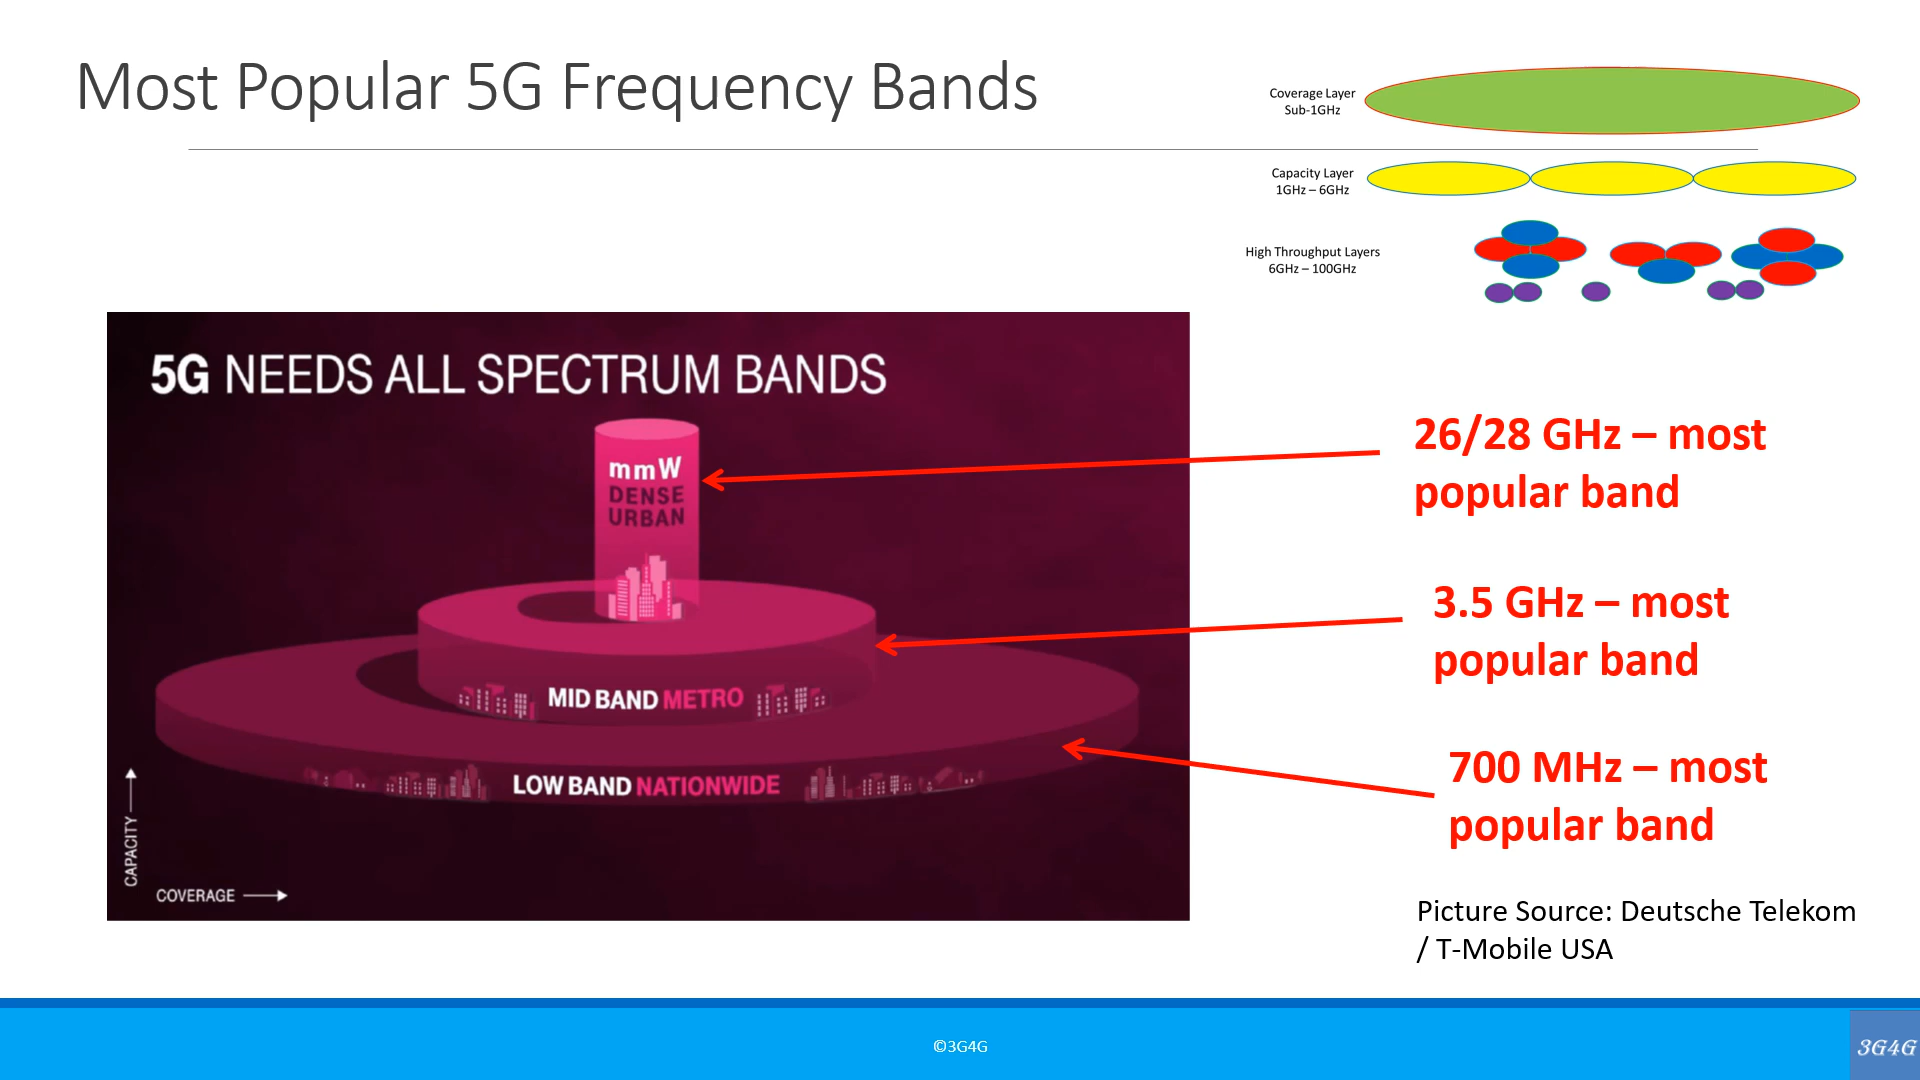 Most Popular 5G Frequency Bands
Coverage Layer
Sub-1GHz
Capacity Layer
1GHz – 6GHz
High Throughput Layers
6GHz – 100GHz
5G NEEDS ALL SPECTRUM BANDS
mmW
DENSE
URBAN
MID BAND METRO
LOW BAND NATIONWIDE
CAPACITY
COVERAGE
26/28 GHz – most
popular band
3.5 GHz – most
popular band
700 MHz – most
popular band
Picture Source: Deutsche Telekom
/ T-Mobile USA
©3G4G
3G4G